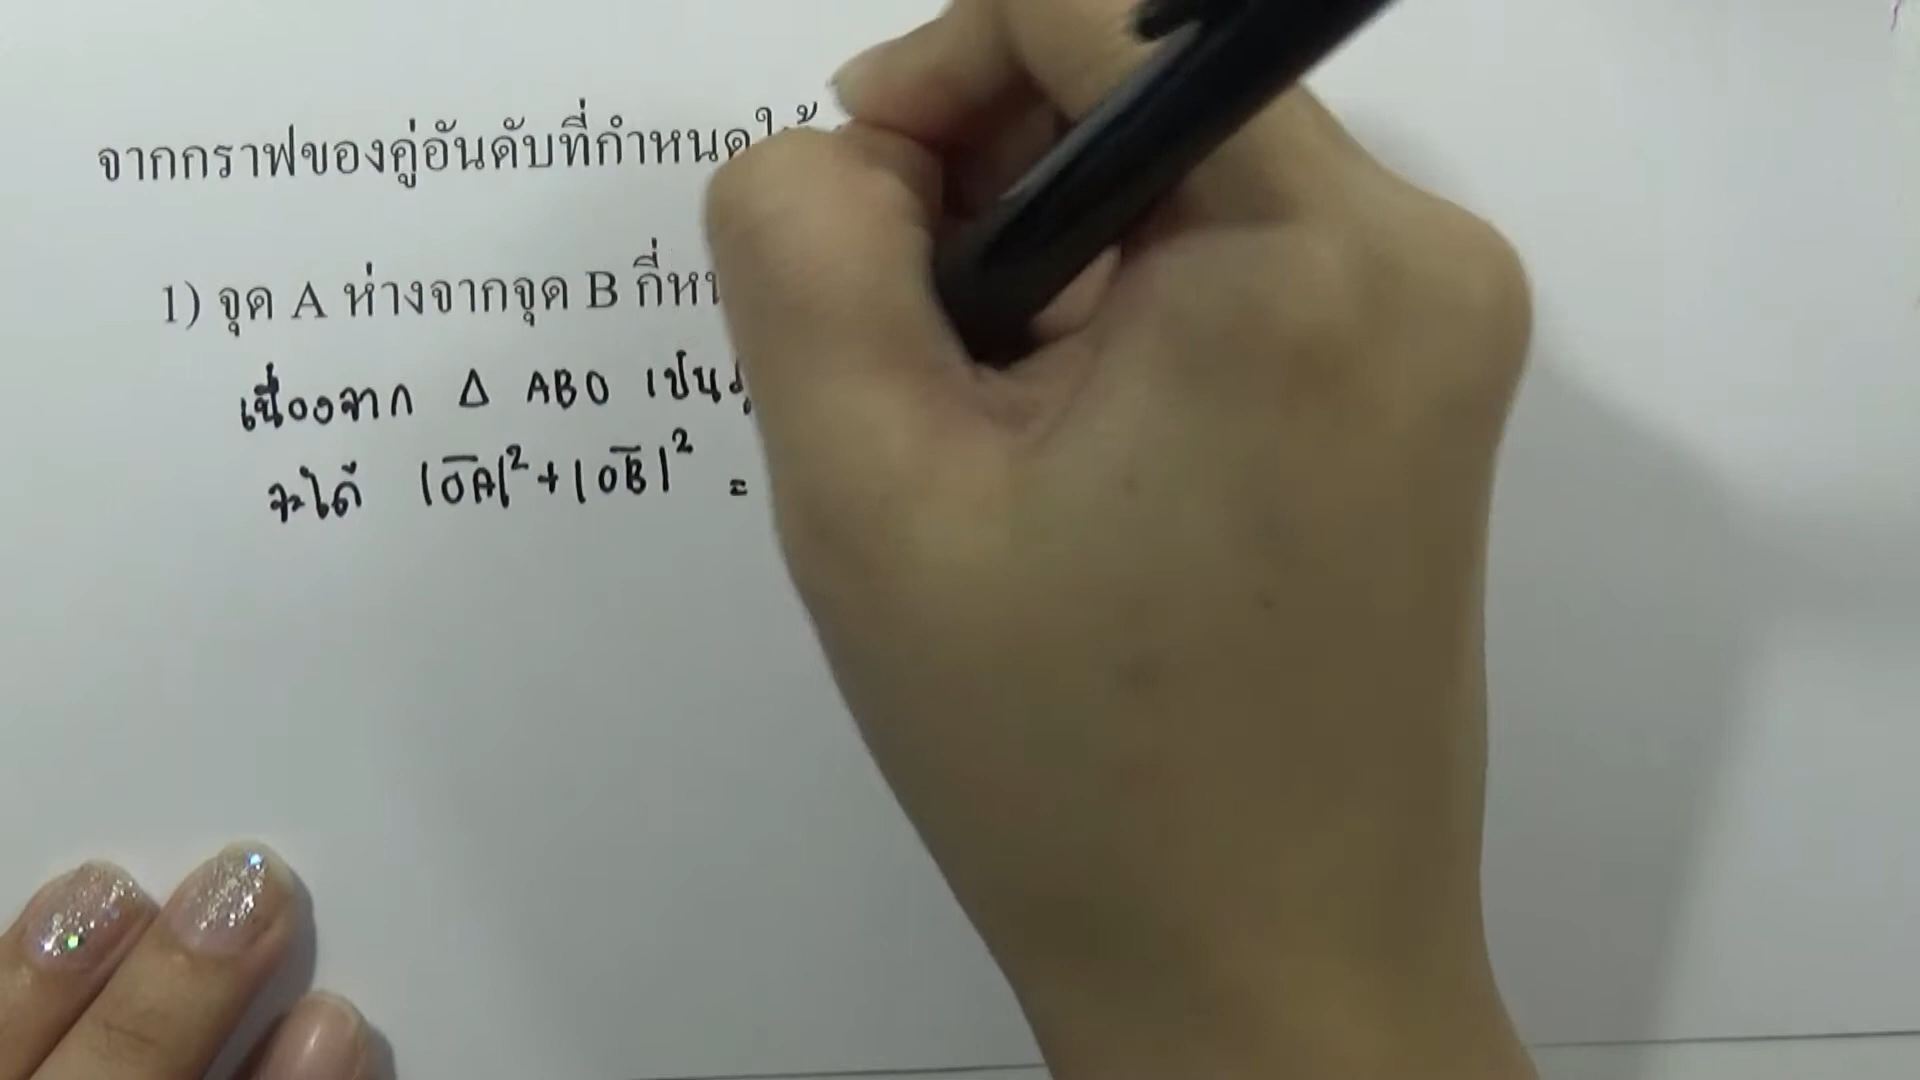 จากกราฟของคู่อันดับที่กำหนดให้
1) จุด A ห่างจากจุด B กี่
เนื่องจาก Δ ABO เป็น
จะได้ |OA|² + |OB|² =